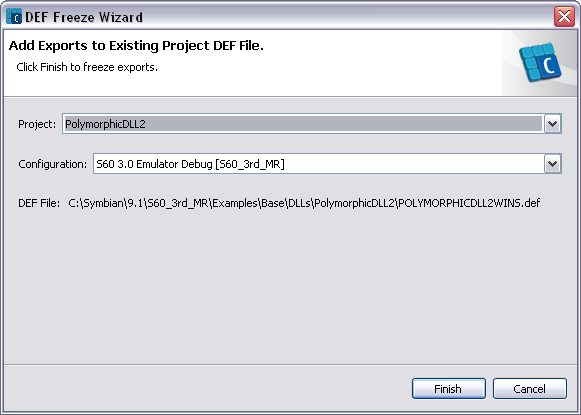 DEF Freeze Wizard
Add Exports to Existing Project DEF File.
Click Finish to freeze exports.
C
Project: PolymorphicDLL2
Configuration: S60 3.0 Emulator Debug [S60_3rd_MR]
DEF File: C:\Symbian\9.1\S60_3rd_MR\Examples\Base\DLLs\PolymorphicDLL2\POLYMORPHICDLL2WINS.def
Finish Cancel